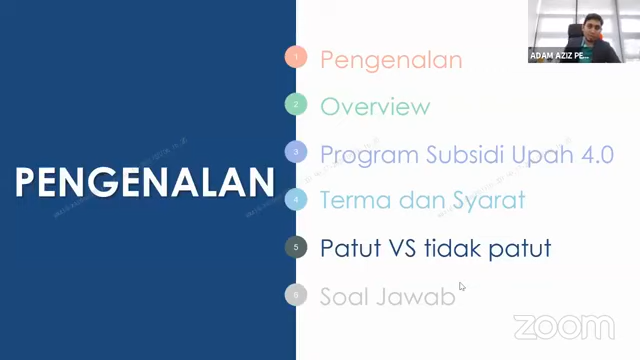 PENGENALAN
1 Pengenalan
2 Overview
3 Program Subsidi Upah 4.0
4 Terma dan Syarat
5 Patut VS tidak patut
6 Soal Jawab
ADAM AZIZ PE...
zoom